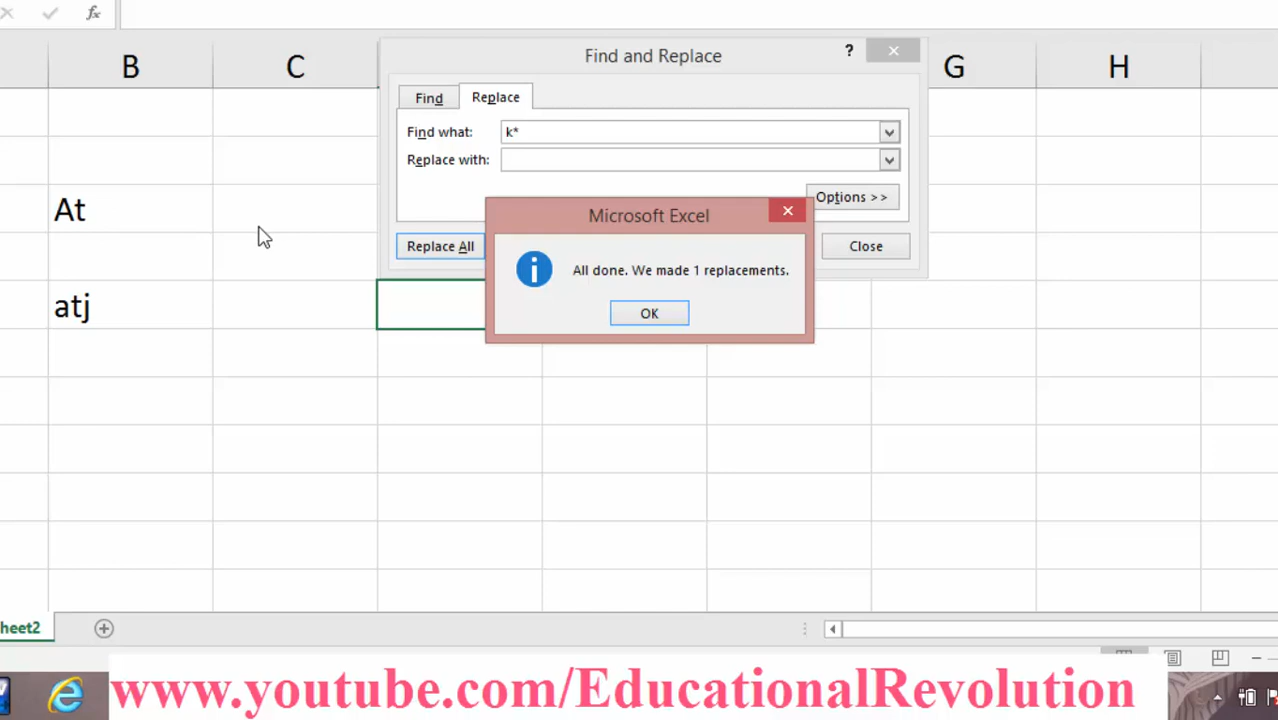 fx
B C G H
Find and Replace ?
Find Replace
Find what: k*
Replace with:
Options >>
Replace All Close
Microsoft Excel
All done. We made 1 replacements.
OK
At
atj
heet2
www.youtube.com/EducationalRevolution